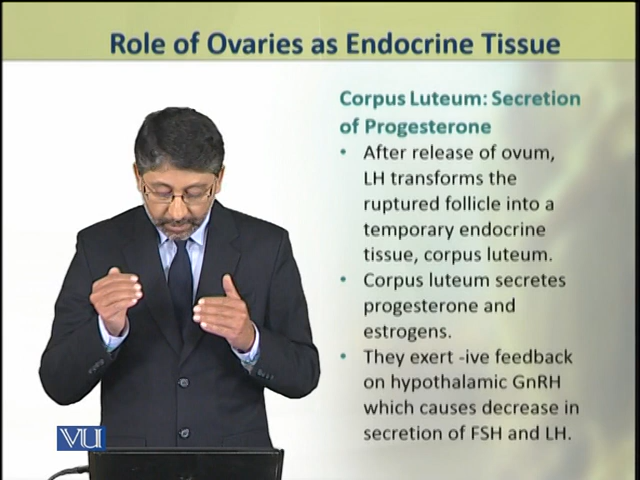 Role of Ovaries as Endocrine Tissue
Corpus Luteum: Secretion
of Progesterone
• After release of ovum,
LH transforms the
ruptured follicle into a
temporary endocrine
tissue, corpus luteum.
• Corpus luteum secretes
progesterone and
estrogens.
• They exert -ive feedback
on hypothalamic GnRH
which causes decrease in
secretion of FSH and LH.
VU